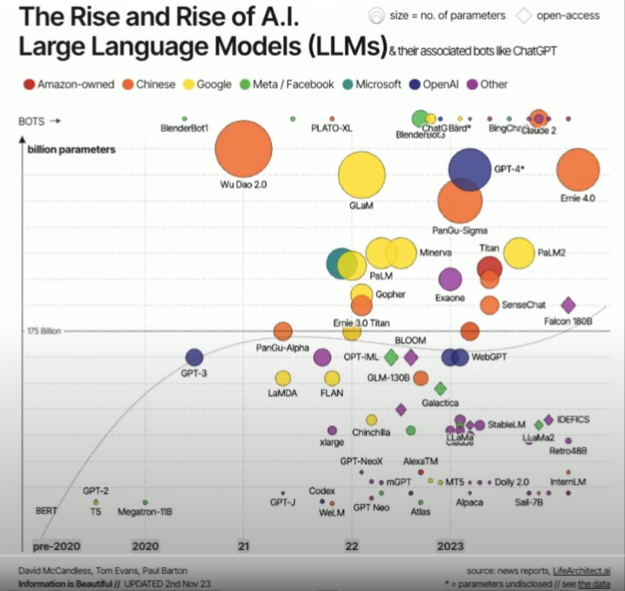 The Rise and Rise of A.I.
size = no. of parameters
open-access
Large Language Models (LLMs) & their associated bots like ChatGPT
Amazon-owned
Chinese
Google
Meta / Facebook
Microsoft
OpenAI
Other
BOTS →
BlenderBot1
PLATO-XL
ChatG
Bard*
BlenderBot3
BingChat
Claude 2
billion parameters
Wu Dao 2.0
GLaM
GPT-4*
Ernie 4.0
PanGu-Sigma
PaLM
Minerva
Titan
PaLM2
Gopher
Exaone
SenseChat
Falcon 180B
Ernie 3.0 Titan
175 Billion
PanGu-Alpha
BLOOM
GPT-3
OPT-IML
WebGPT
LaMDA
FLAN
GLM-130B
Galactica
xlarge
Chinchilla
LLaMa
Claude
StableLM
IDEFICS
LLaMa2
Retro48B
GPT-NeoX
AlexaTM
GPT-2
BERT
T5
Megatron-11B
GPT-J
Codex
WeLM
GPT Neo
mGPT
Atlas
MT5
Dolly 2.0
Alpaca
Sail-7B
InternLM
pre-2020
2020
21
22
2023
David McCandless, Tom Evans, Paul Barton
Information is Beautiful // UPDATED 2nd Nov 23
source: news reports, LifeArchitect.ai
* = parameters undisclosed // see the data